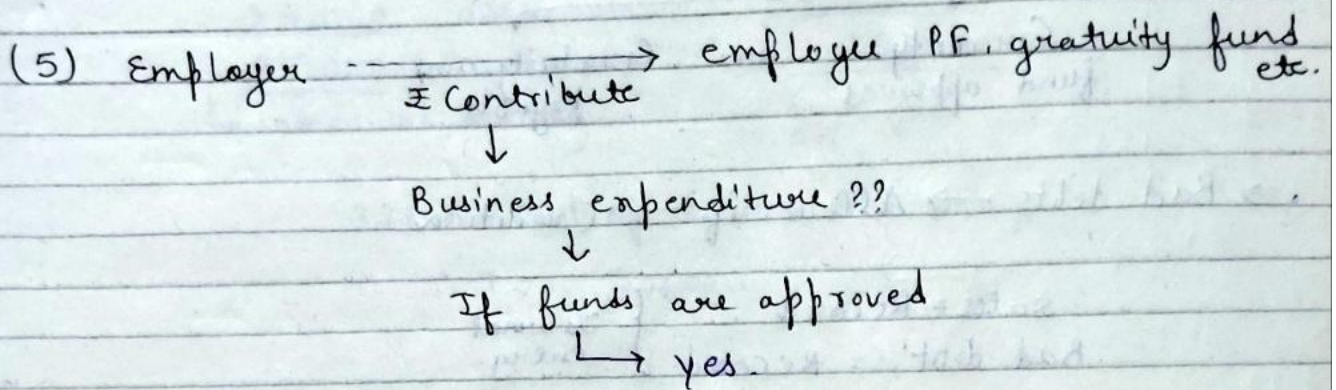 (5) Employer ------→ employee PF, gratuity fund etc.
₹ Contribute
↓
Business expenditure ??
↓
If funds are approved
↳ yes.